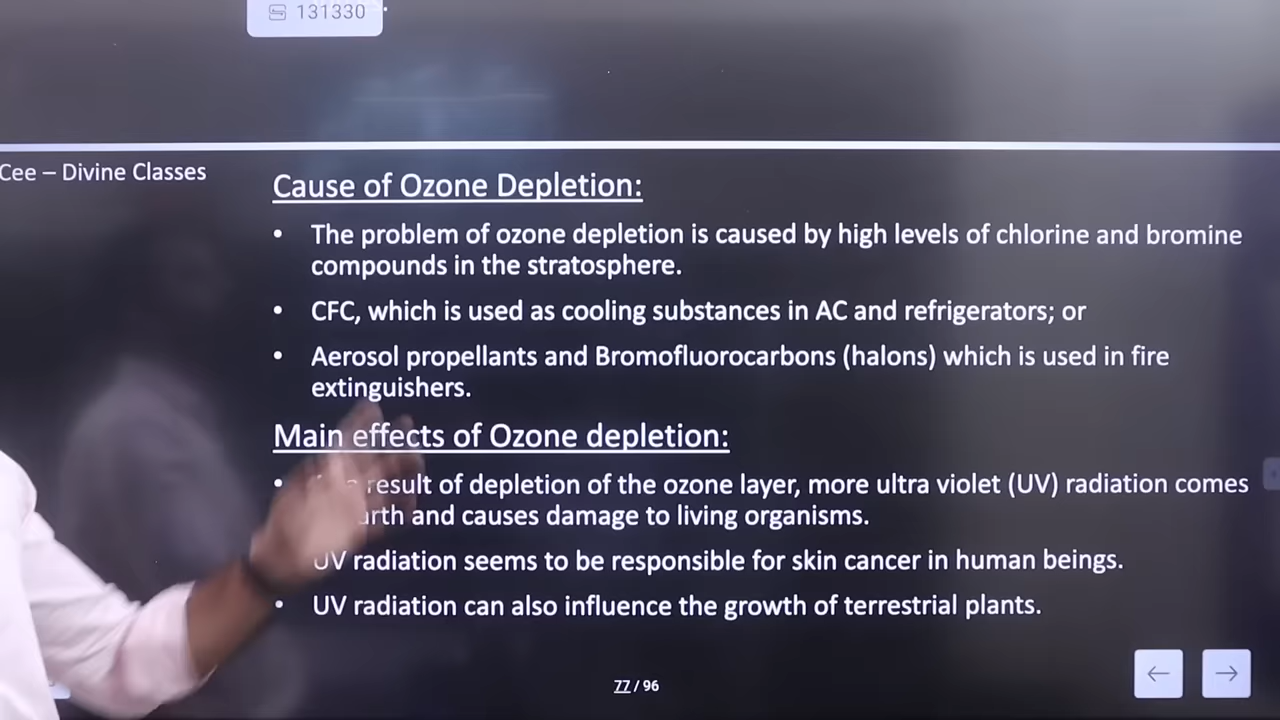 131330
Cee – Divine Classes
Cause of Ozone Depletion:
• The problem of ozone depletion is caused by high levels of chlorine and bromine
compounds in the stratosphere.
• CFC, which is used as cooling substances in AC and refrigerators; or
• Aerosol propellants and Bromofluorocarbons (halons) which is used in fire
extinguishers.
Main effects of Ozone depletion:
• result of depletion of the ozone layer, more ultra violet (UV) radiation comes
and causes damage to living organisms.
UV radiation seems to be responsible for skin cancer in human beings.
• UV radiation can also influence the growth of terrestrial plants.
77 / 96